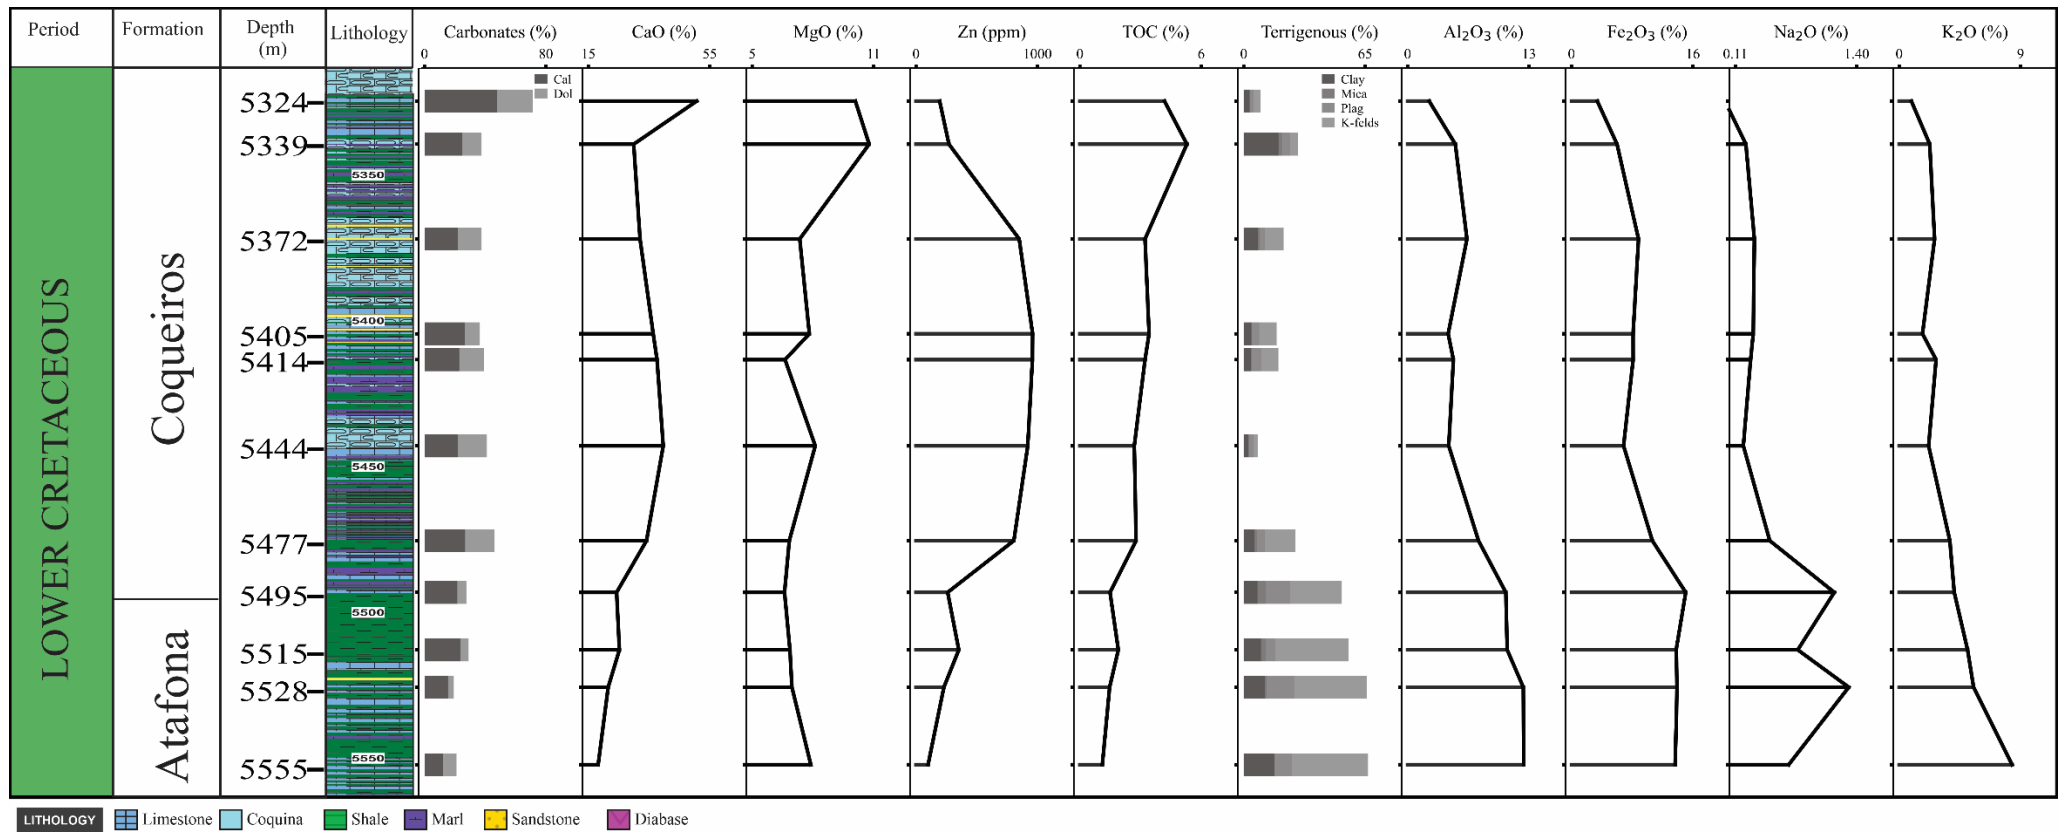 Period
Formation
Depth
(m)
Lithology
Carbonates (%)
0 80
Cal
Dol
CaO (%)
15 55
MgO (%)
5 11
Zn (ppm)
0 1000
TOC (%)
0 6
Terrigenous (%)
0 65
Clay
Mica
Plag
K-felds
Al₂O₃ (%)
0 13
Fe₂O₃ (%)
0 16
Na₂O (%)
0.11 1.40
K₂O (%)
0 9
LOWER CRETACEOUS
Coqueiros
Atafona
5324
5339
5372
5405
5414
5444
5477
5495
5515
5528
5555
5350
5400
5450
5500
5550
LITHOLOGY Limestone Coquina Shale Marl Sandstone Diabase